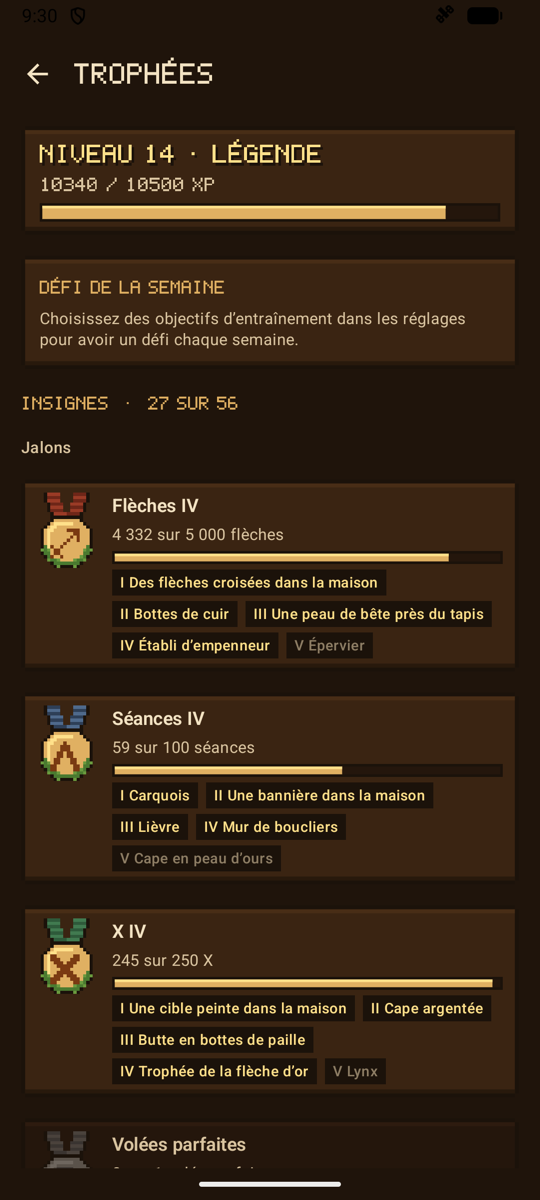 9:30
TROPHÉES
NIVEAU 14 · LÉGENDE
10340 / 10500 XP
DÉFI DE LA SEMAINE
Choisissez des objectifs d’entraînement dans les réglages
pour avoir un défi chaque semaine.
INSIGNES · 27 SUR 56
Jalons
Flèches IV
4 332 sur 5 000 flèches
I Des flèches croisées dans la maison
II Bottes de cuir III Une peau de bête près du tapis
IV Établi d’empenneur V Épervier
Séances IV
59 sur 100 séances
I Carquois II Une bannière dans la maison
III Lièvre IV Mur de boucliers
V Cape en peau d’ours
X IV
245 sur 250 X
I Une cible peinte dans la maison II Cape argentée
III Butte en bottes de paille
IV Trophée de la flèche d’or V Lynx
Volées parfaites